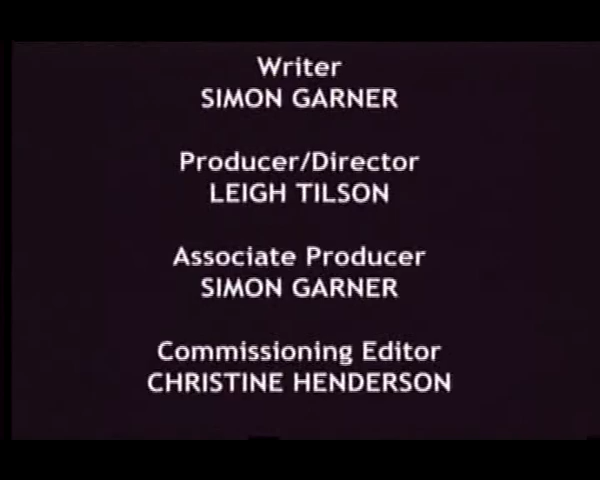 Writer
SIMON GARNER
Producer/Director
LEIGH TILSON
Associate Producer
SIMON GARNER
Commissioning Editor
CHRISTINE HENDERSON